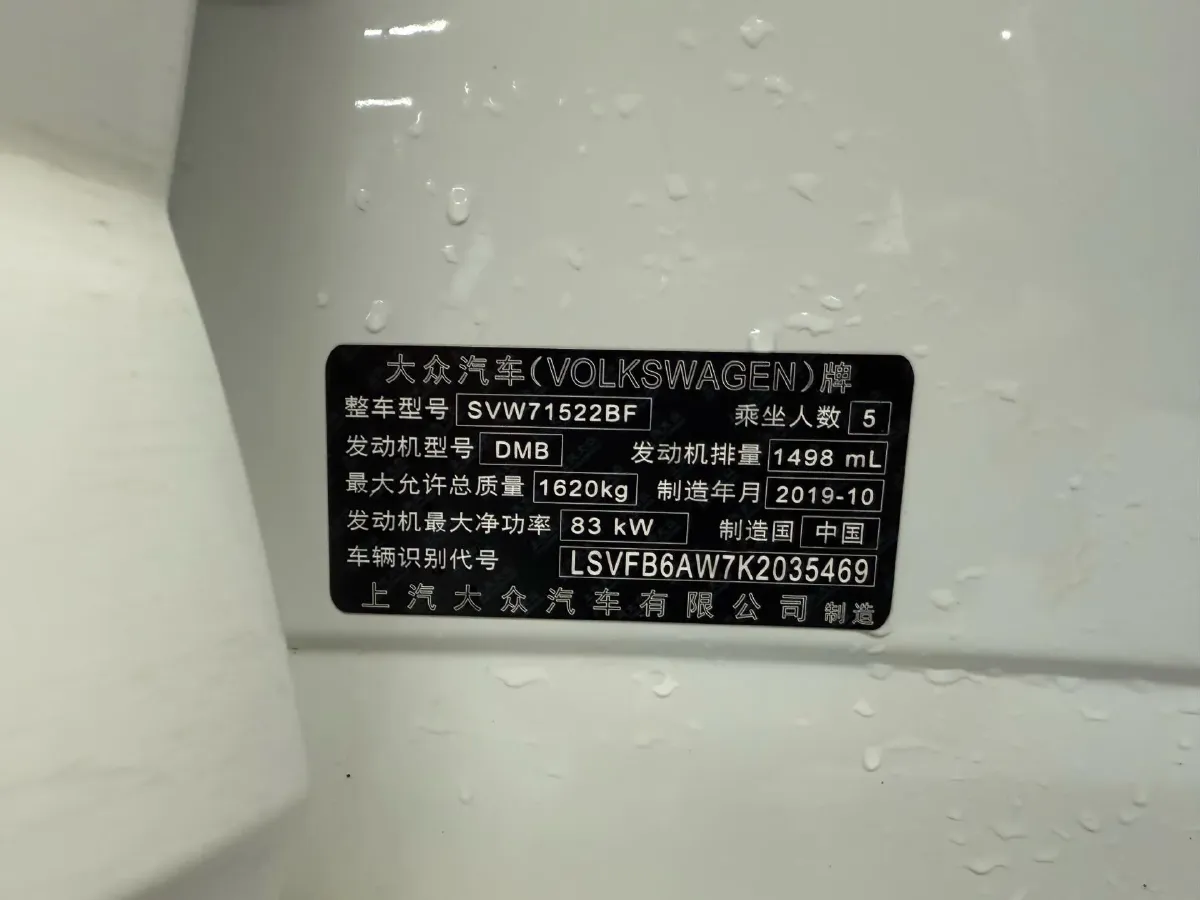 大众汽车(VOLKSWAGEN)牌
整车型号 SVW71522BF 乘坐人数 5
发动机型号 DMB 发动机排量 1498 mL
最大允许总质量 1620kg 制造年月 2019-10
发动机最大净功率 83 kW 制造国 中国
车辆识别代号 LSVFB6AW7K2035469
上汽大众汽车有限公司 制造